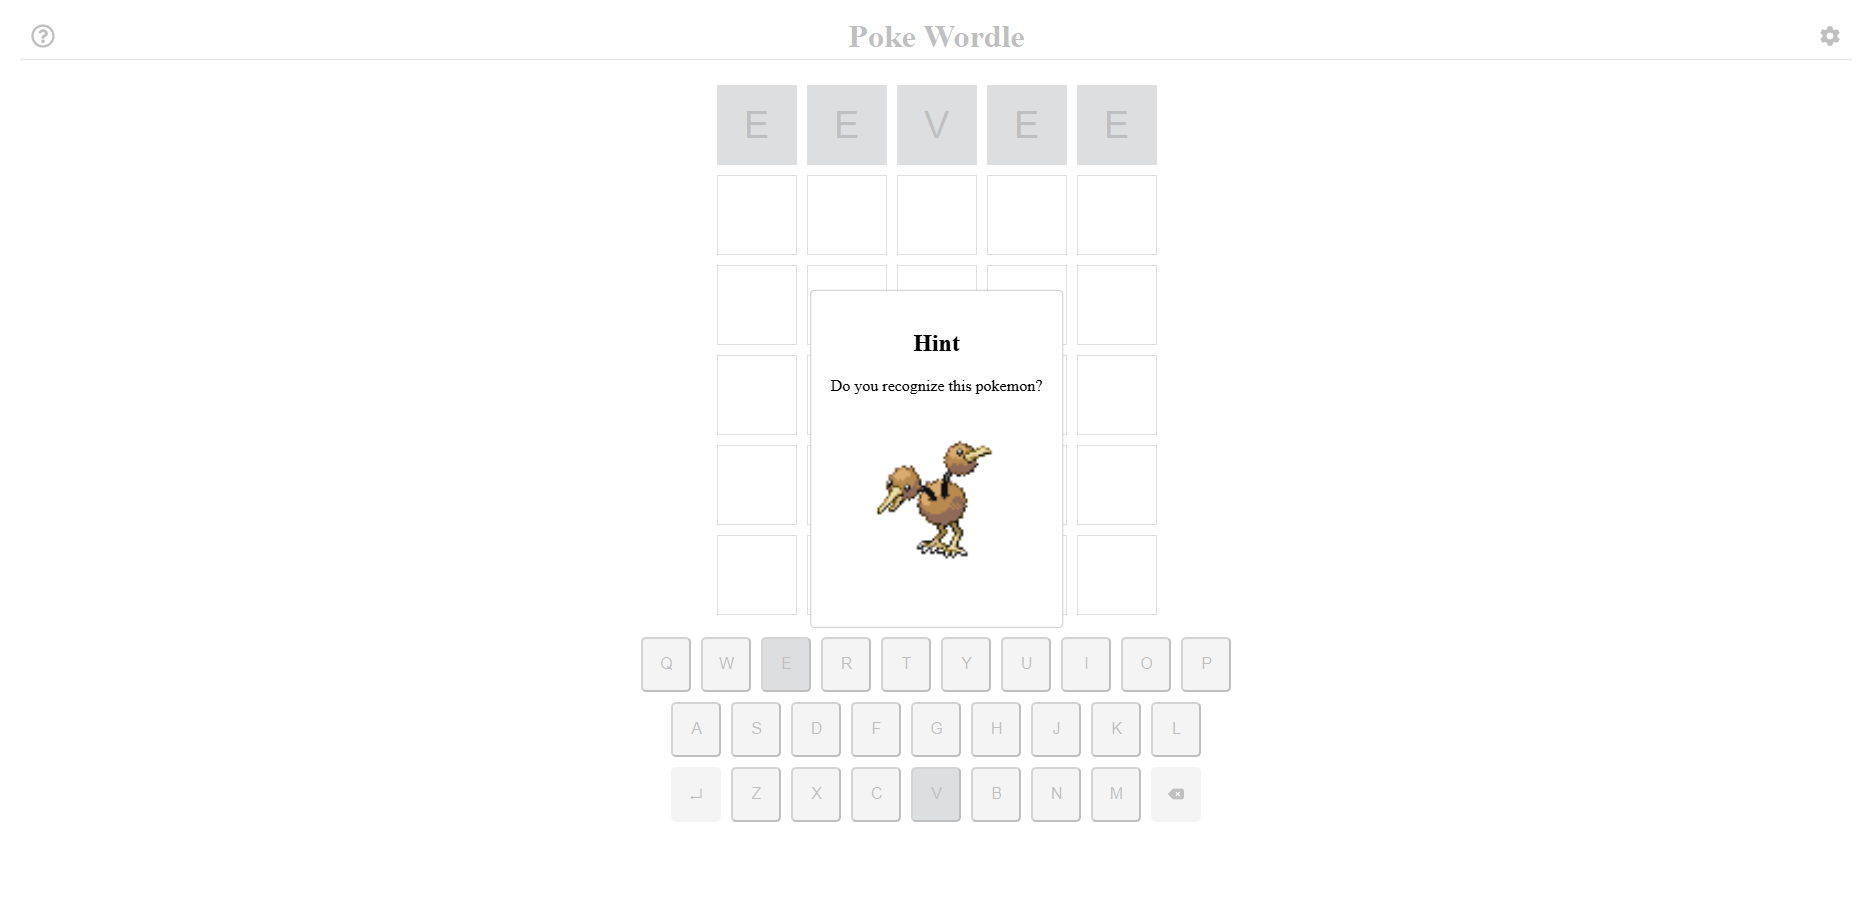 Poke Wordle
E E V E E
Hint
Do you recognize this pokemon?
Q W E R T Y U I O P
A S D F G H J K L
Z X C V B N M